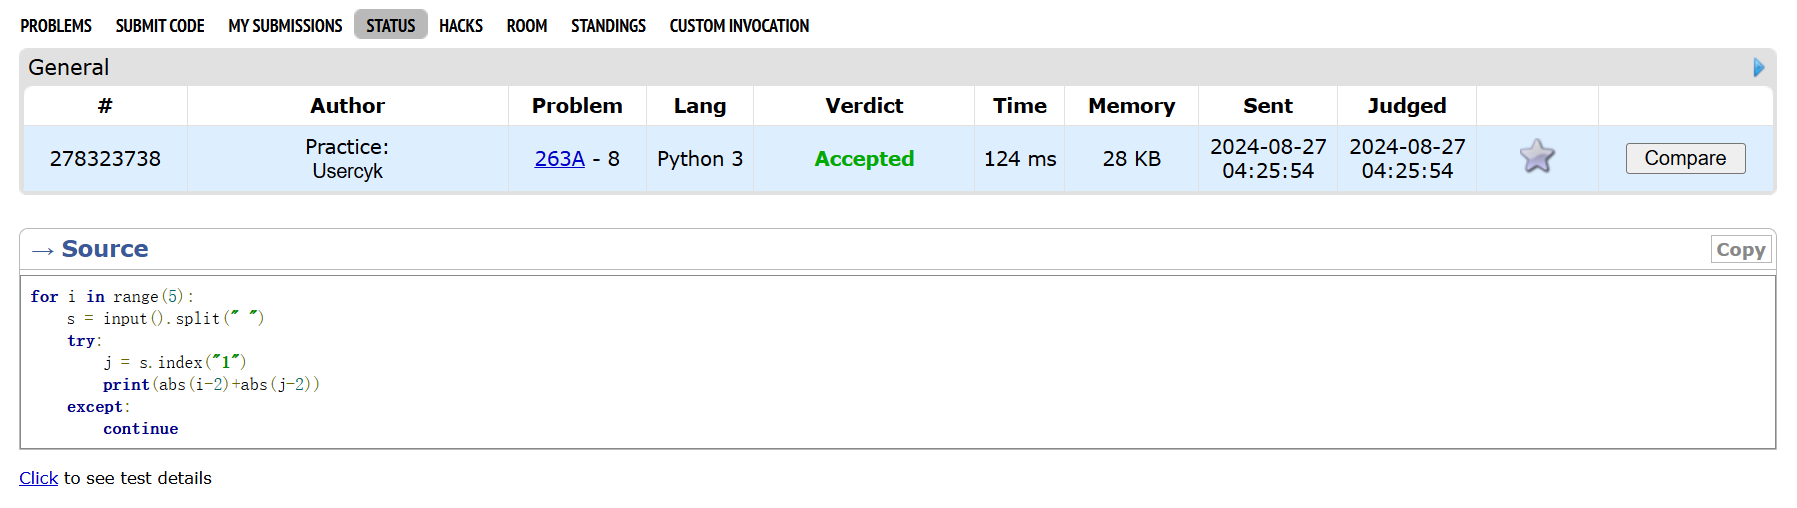 PROBLEMS SUBMIT CODE MY SUBMISSIONS STATUS HACKS ROOM STANDINGS CUSTOM INVOCATION
General
# Author Problem Lang Verdict Time Memory Sent Judged
278323738 Practice: Usercyk 263A - 8 Python 3 Accepted 124 ms 28 KB 2024-08-27 04:25:54 2024-08-27 04:25:54 Compare
→ Source Copy
for i in range(5):
    s = input().split(" ")
    try:
        j = s.index("1")
        print(abs(i-2)+abs(j-2))
    except:
        continue
Click to see test details